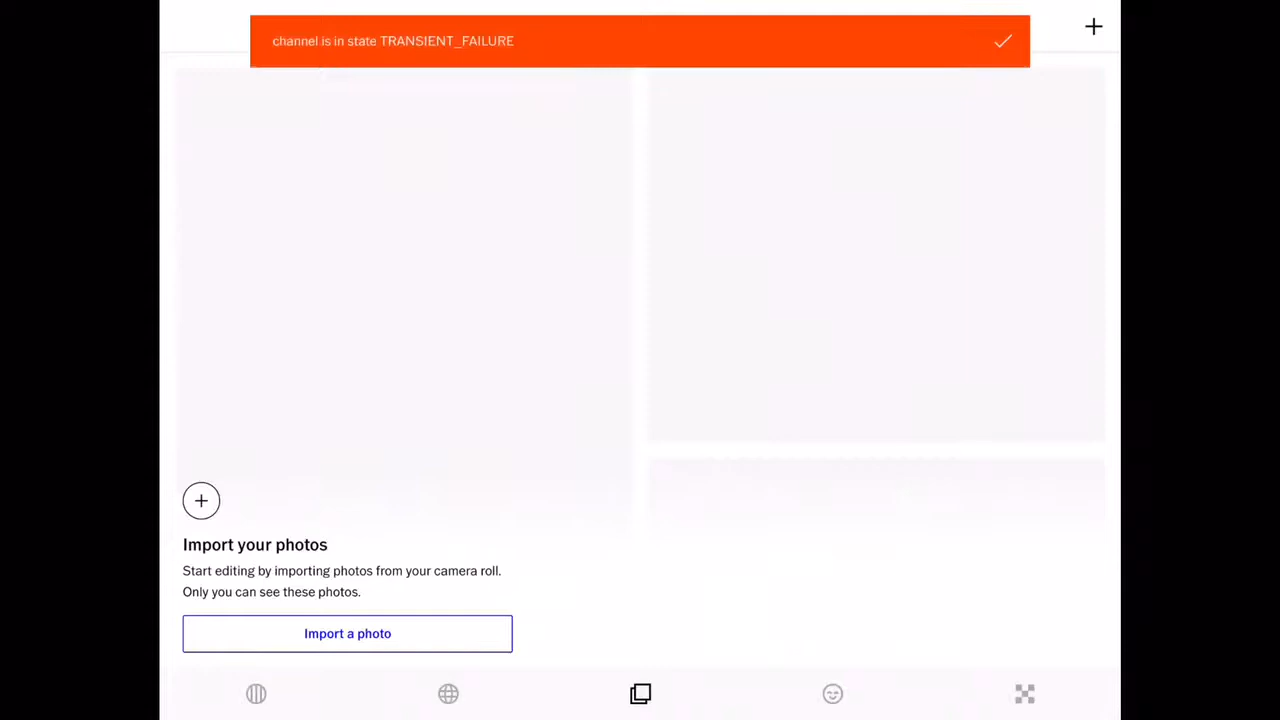 channel is in state TRANSIENT_FAILURE
Import your photos
Start editing by importing photos from your camera roll.
Only you can see these photos.
Import a photo